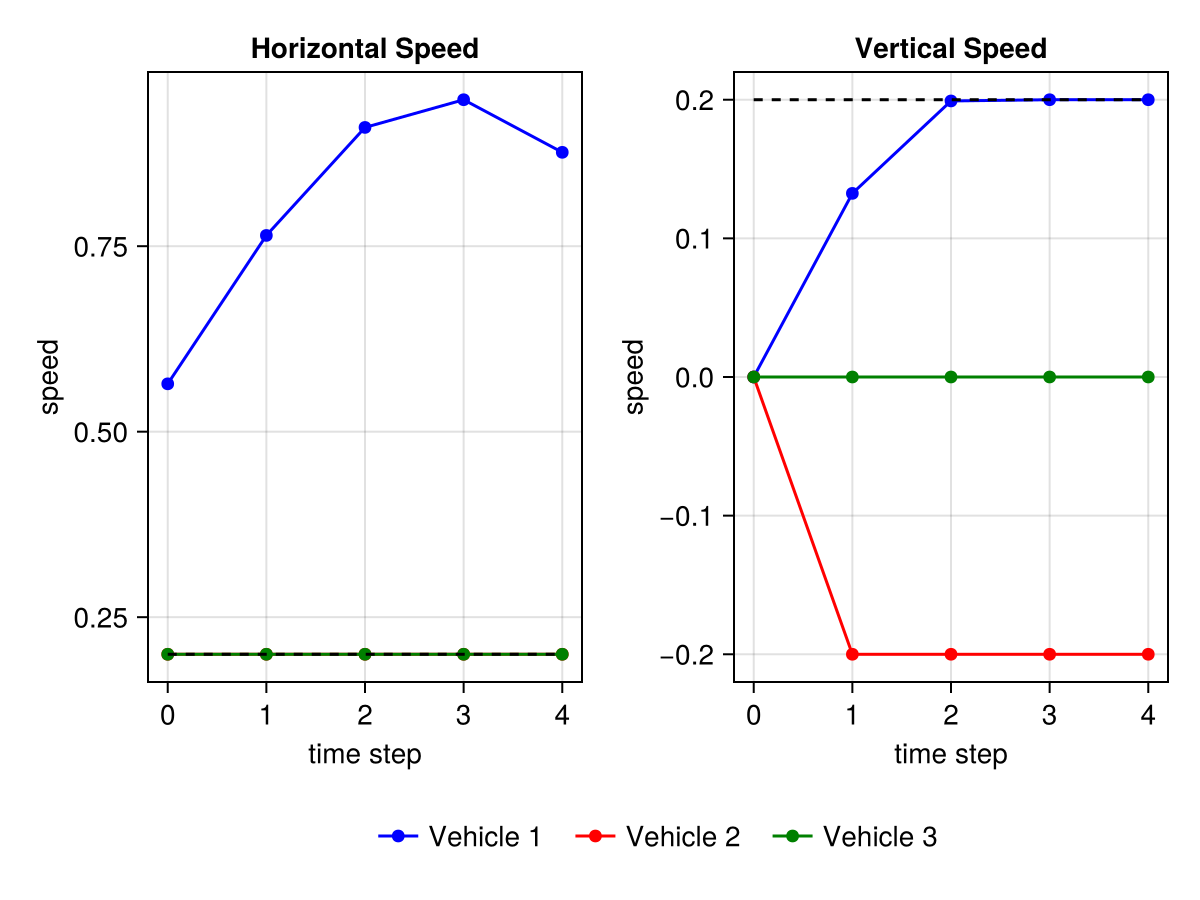 Horizontal Speed
speed
0.75
0.50
0.25
0 1 2 3 4
time step
Vertical Speed
speed
0.2
0.1
0.0
−0.1
−0.2
0 1 2 3 4
time step
Vehicle 1 Vehicle 2 Vehicle 3